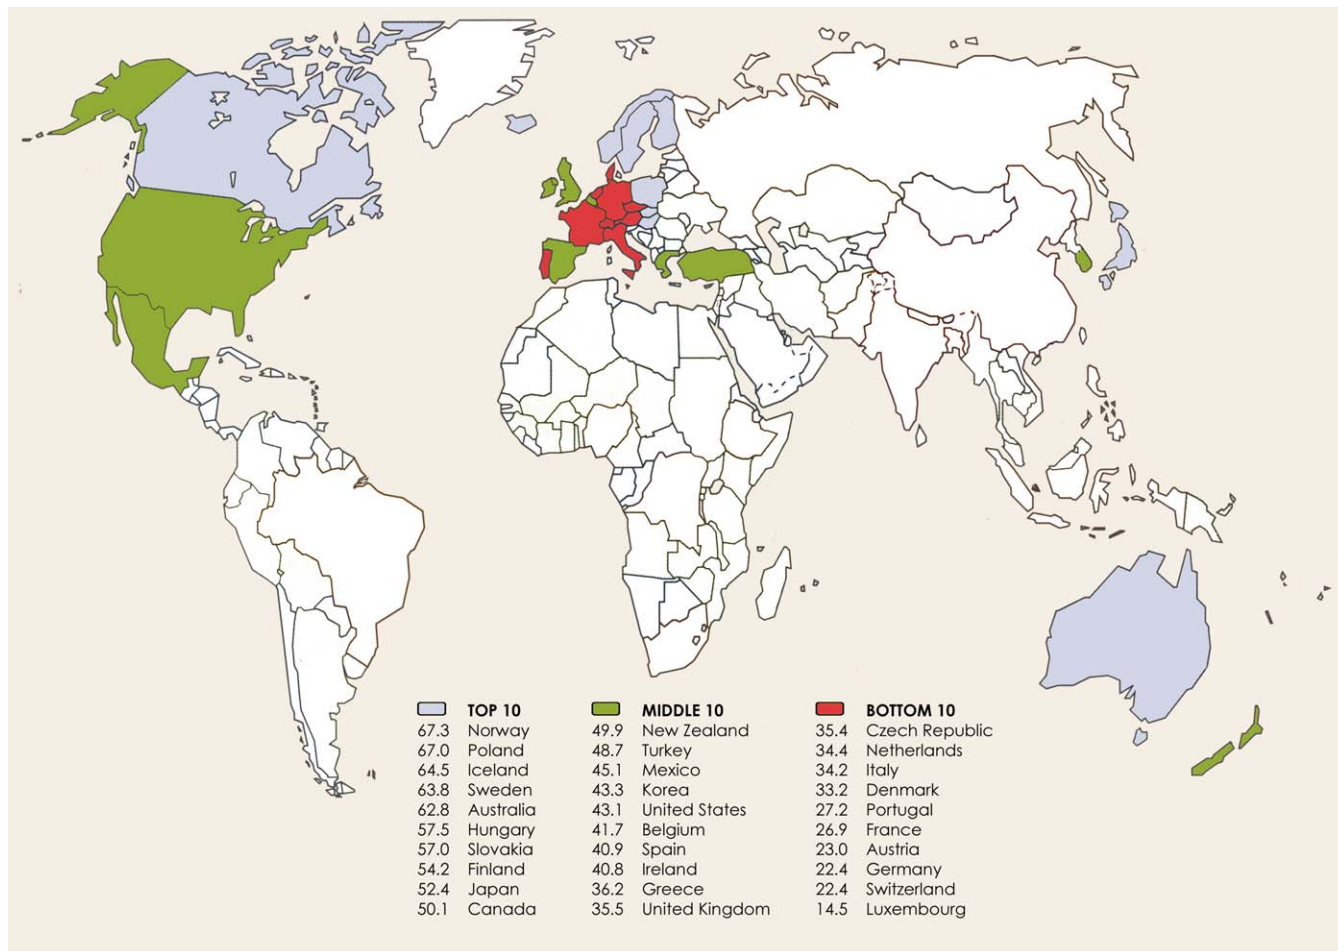 TOP 10 MIDDLE 10 BOTTOM 10
67.3 Norway 49.9 New Zealand 35.4 Czech Republic
67.0 Poland 48.7 Turkey 34.4 Netherlands
64.5 Iceland 45.1 Mexico 34.2 Italy
63.8 Sweden 43.3 Korea 33.2 Denmark
62.8 Australia 43.1 United States 27.2 Portugal
57.5 Hungary 41.7 Belgium 26.9 France
57.0 Slovakia 40.9 Spain 23.0 Austria
54.2 Finland 40.8 Ireland 22.4 Germany
52.4 Japan 36.2 Greece 22.4 Switzerland
50.1 Canada 35.5 United Kingdom 14.5 Luxembourg